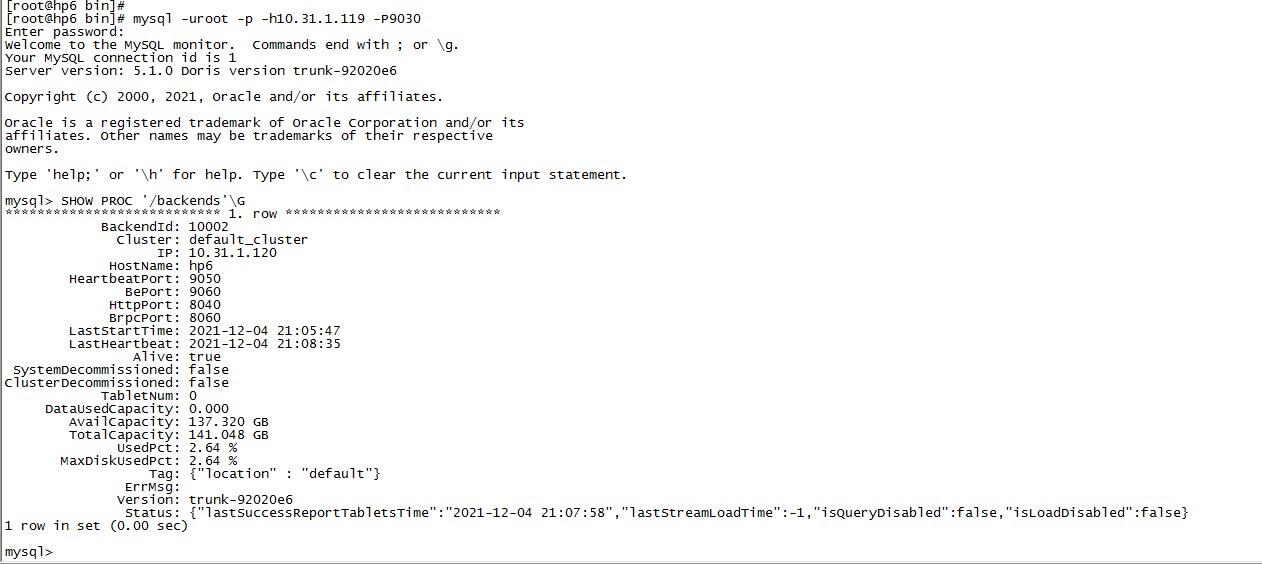 [root@hp6 bin]#
[root@hp6 bin]# mysql -uroot -p -h10.31.1.119 -P9030
Enter password:
Welcome to the MySQL monitor.  Commands end with ; or \g.
Your MySQL connection id is 1
Server version: 5.1.0 Doris version trunk-92020e6

Copyright (c) 2000, 2021, Oracle and/or its affiliates.

Oracle is a registered trademark of Oracle Corporation and/or its
affiliates. Other names may be trademarks of their respective
owners.

Type 'help;' or '\h' for help. Type '\c' to clear the current input statement.

mysql> SHOW PROC '/backends'\G
*************************** 1. row ***************************
            BackendId: 10002
              Cluster: default_cluster
                   IP: 10.31.1.120
             HostName: hp6
        HeartbeatPort: 9050
               BePort: 9060
             HttpPort: 8040
             BrpcPort: 8060
        LastStartTime: 2021-12-04 21:05:47
        LastHeartbeat: 2021-12-04 21:08:35
                Alive: true
 SystemDecommissioned: false
ClusterDecommissioned: false
            TabletNum: 0
     DataUsedCapacity: 0.000
        AvailCapacity: 137.320 GB
        TotalCapacity: 141.048 GB
              UsedPct: 2.64 %
       MaxDiskUsedPct: 2.64 %
                  Tag: {"location" : "default"}
               ErrMsg:
              Version: trunk-92020e6
               Status: {"lastSuccessReportTabletsTime":"2021-12-04 21:07:58","lastStreamLoadTime":-1,"isQueryDisabled":false,"isLoadDisabled":false}
1 row in set (0.00 sec)

mysql>